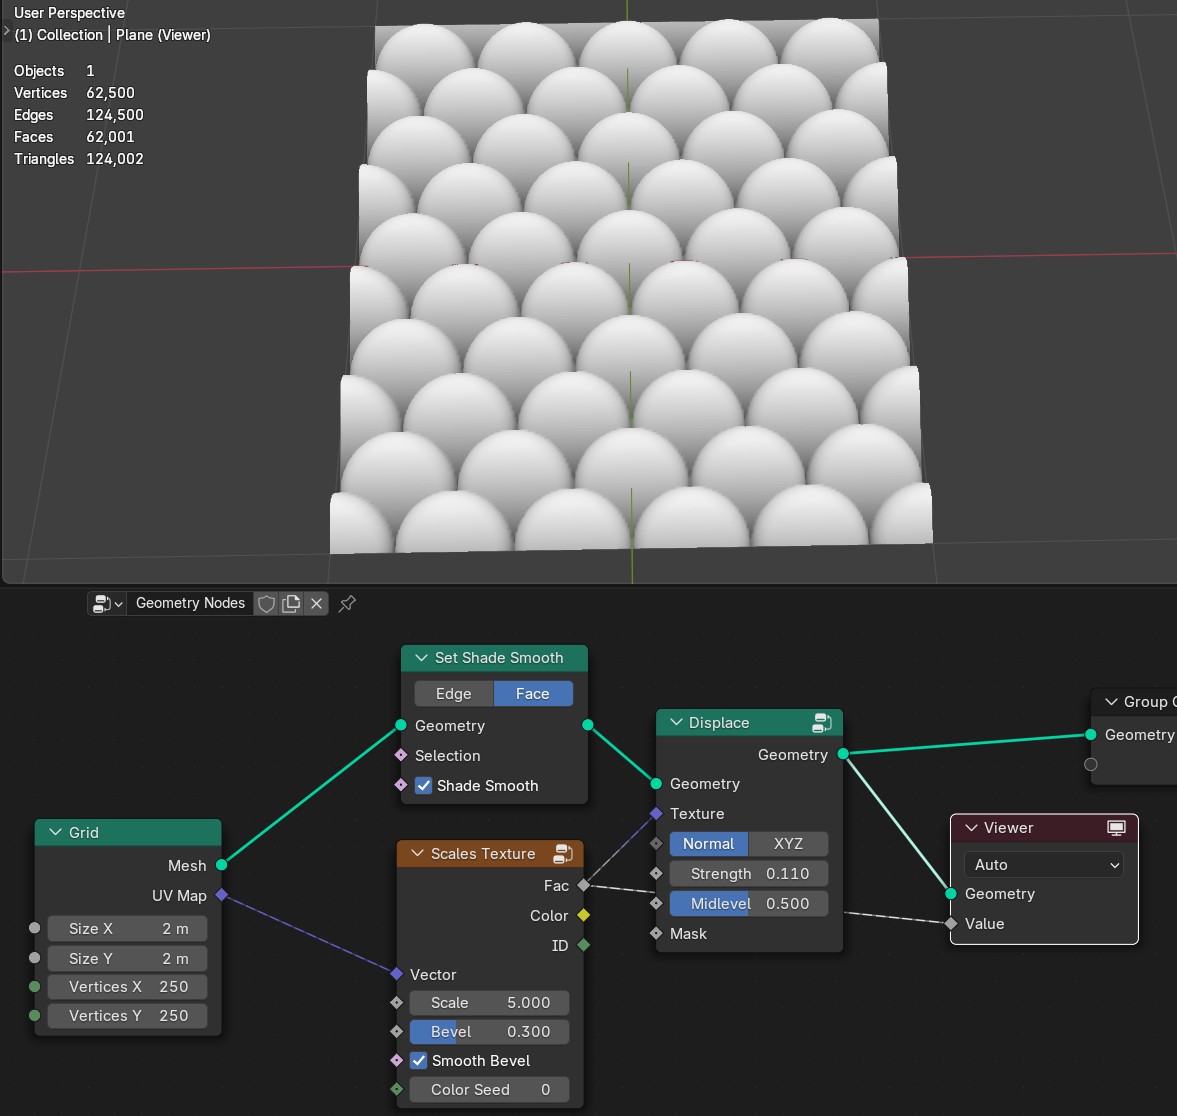 User Perspective
(1) Collection | Plane (Viewer)
Objects 1
Vertices 62,500
Edges 124,500
Faces 62,001
Triangles 124,002
Geometry Nodes
Set Shade Smooth
Edge Face
Geometry
Selection
Shade Smooth
Displace
Geometry
Geometry
Texture
Normal XYZ
Strength 0.110
Midlevel 0.500
Mask
Group
Geometry
Viewer
Auto
Geometry
Value
Grid
Mesh
UV Map
Size X 2 m
Size Y 2 m
Vertices X 250
Vertices Y 250
Scales Texture
Fac
Color
ID
Vector
Scale 5.000
Bevel 0.300
Smooth Bevel
Color Seed 0